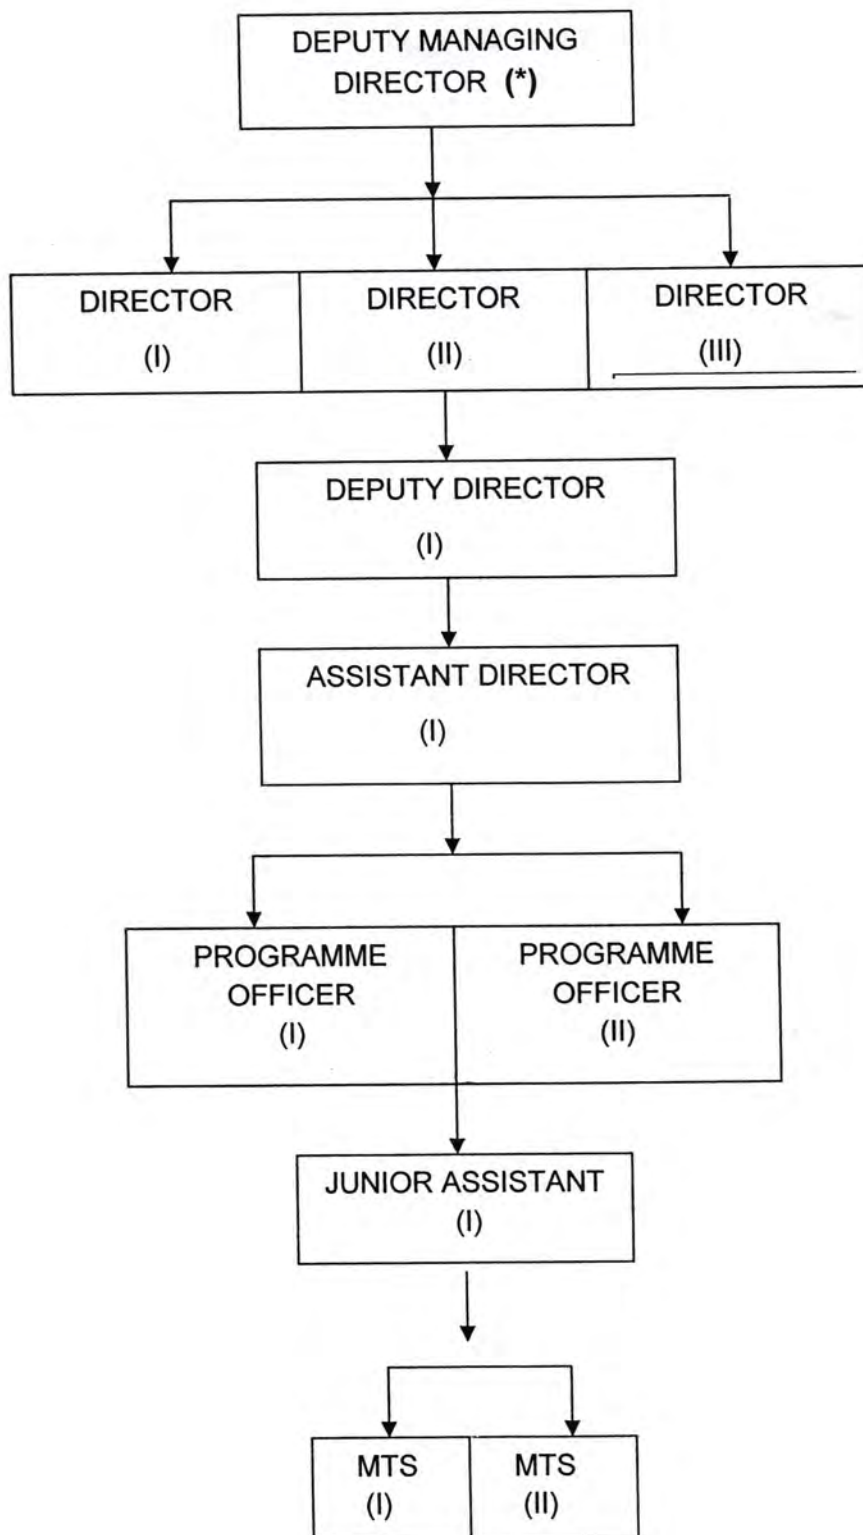 DEPUTY MANAGING
DIRECTOR (*)
DIRECTOR
(I)
DIRECTOR
(II)
DIRECTOR
(III)
DEPUTY DIRECTOR
(I)
ASSISTANT DIRECTOR
(I)
PROGRAMME
OFFICER
(I)
PROGRAMME
OFFICER
(II)
JUNIOR ASSISTANT
(I)
MTS
(I)
MTS
(II)